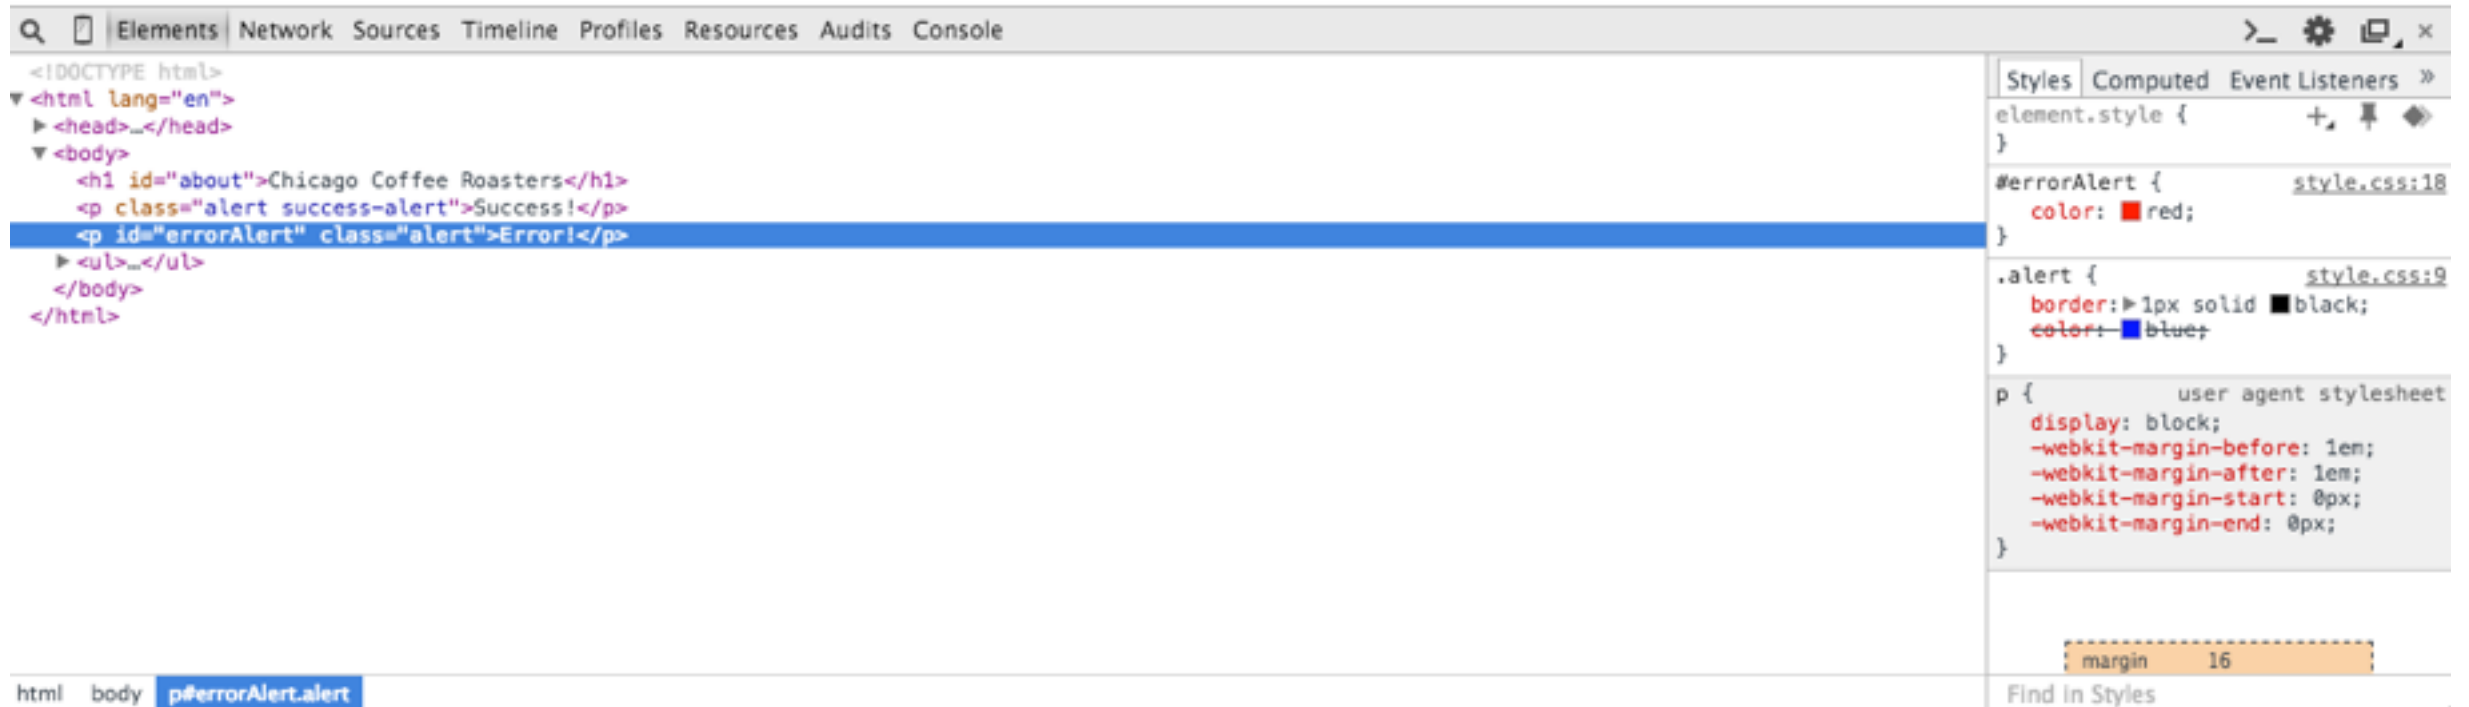 Elements Network Sources Timeline Profiles Resources Audits Console
<!DOCTYPE html>
<html lang="en">
<head>…</head>
<body>
<h1 id="about">Chicago Coffee Roasters</h1>
<p class="alert success-alert">Success!</p>
<p id="errorAlert" class="alert">Error!</p>
<ul>…</ul>
</body>
</html>
html body p#errorAlert.alert
Styles Computed Event Listeners »
element.style {
}
#errorAlert { style.css:18
color: red;
}
.alert { style.css:9
border: 1px solid black;
color: blue;
}
p { user agent stylesheet
display: block;
-webkit-margin-before: 1em;
-webkit-margin-after: 1em;
-webkit-margin-start: 0px;
-webkit-margin-end: 0px;
}
margin 16
Find in Styles